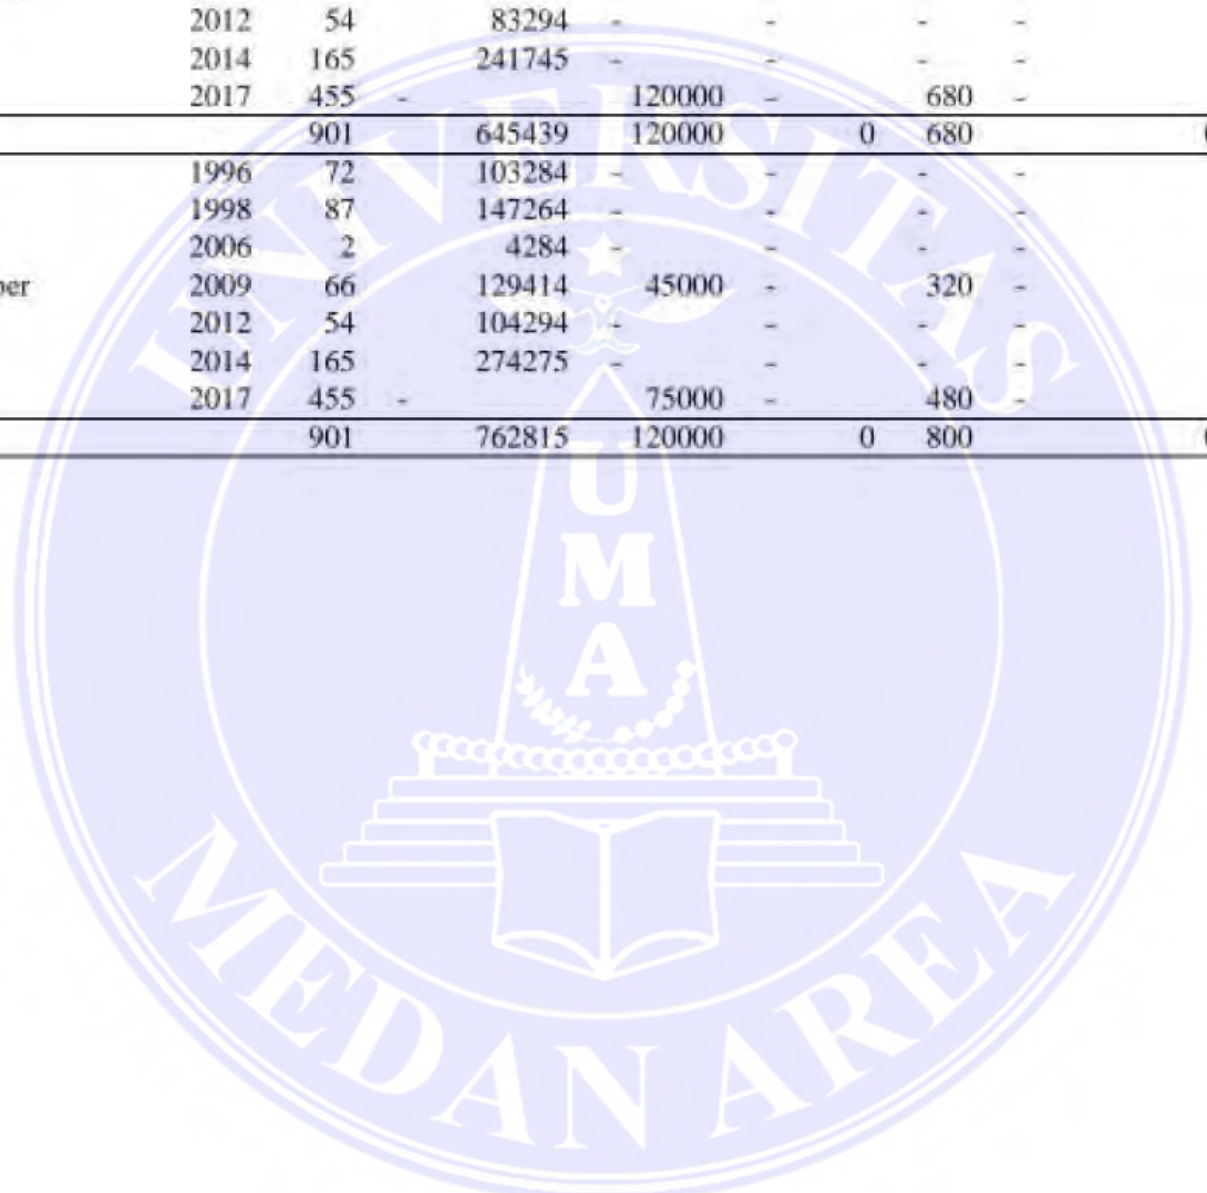 2012 54 83294 - - - -
2014 165 241745 - - - -
2017 455 - 120000 - 680 -
901 645439 120000 0 680
1996 72 103284 - - - -
1998 87 147264 - - - -
2006 2 4284 - - - -
2009 66 129414 45000 - 320 -
2012 54 104294 - - - -
2014 165 274275 - - - -
2017 455 - 75000 - 480 -
901 762815 120000 0 800
UNIVERSITAS
U
M
A
MEDAN AREA